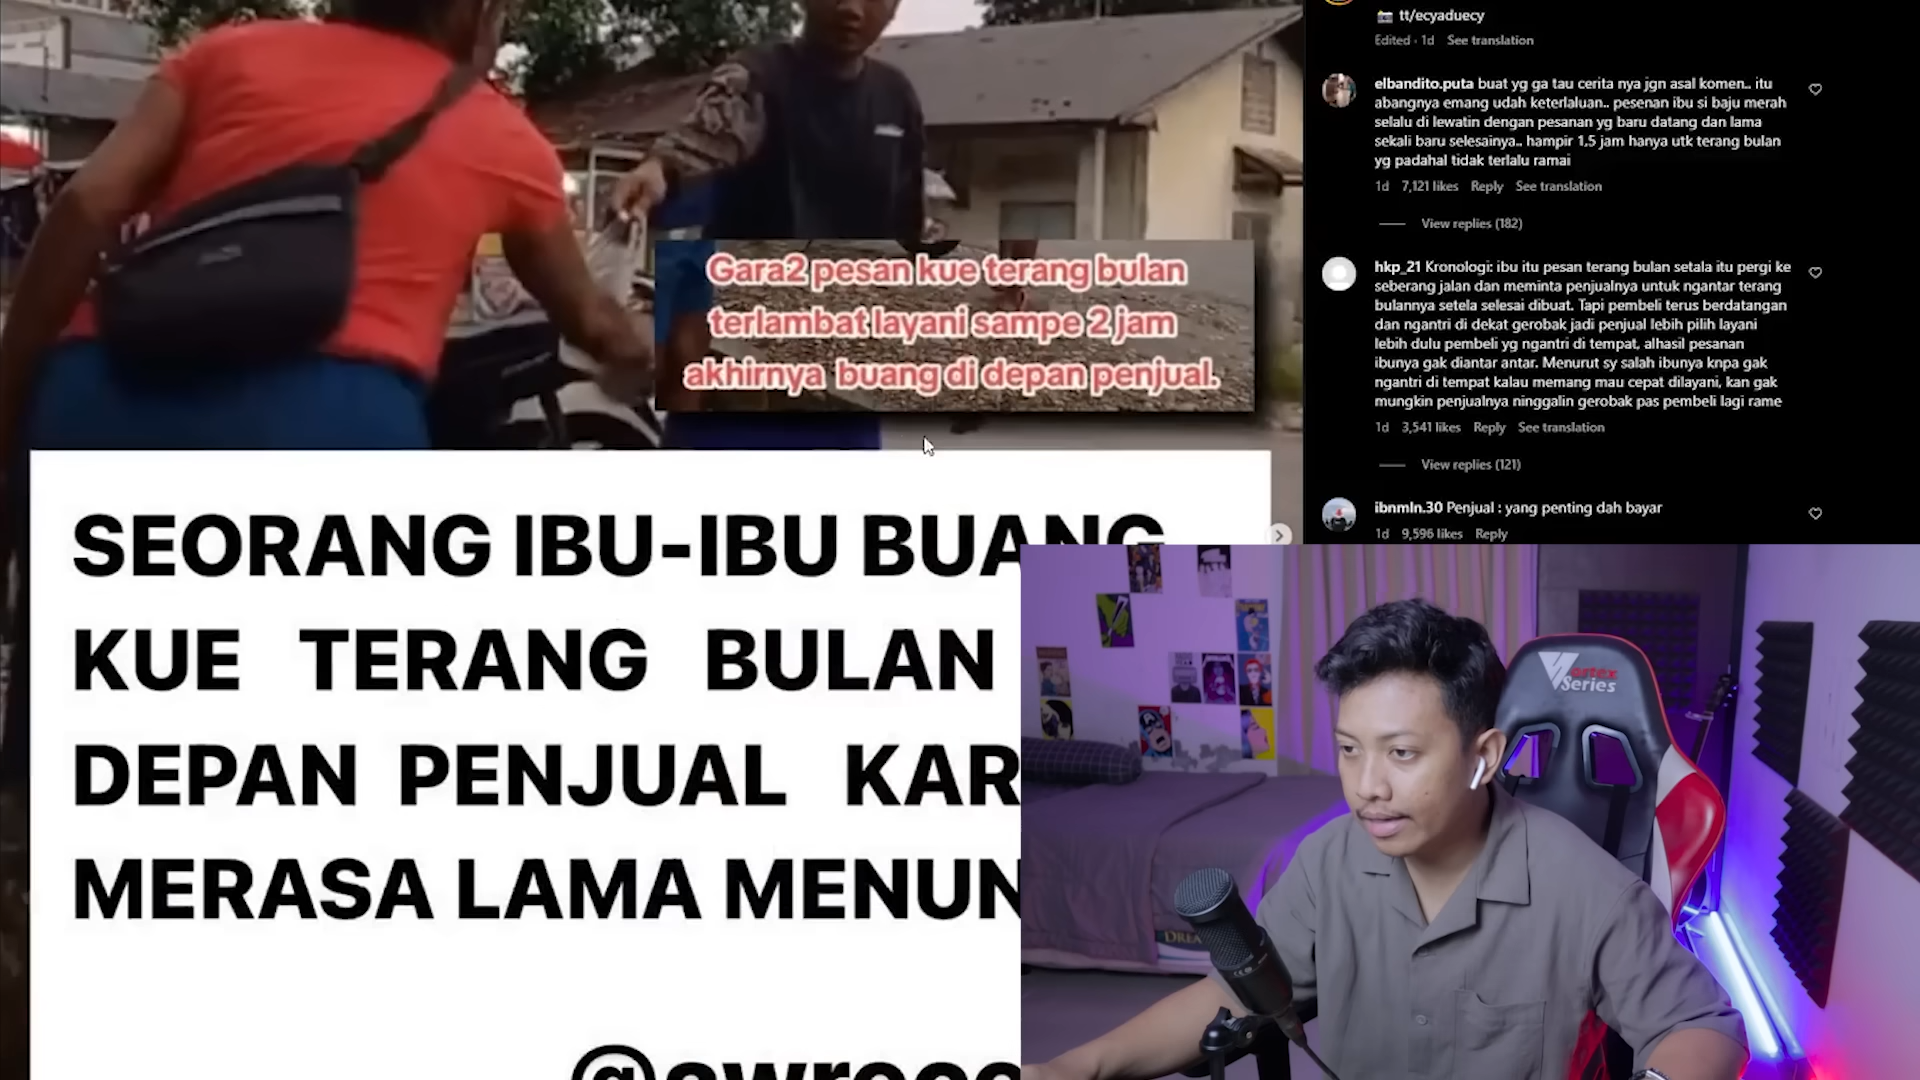 Gara2 pesan kue terang bulan
terlambat layani sampe 2 jam
akhirnya buang di depan penjual.
SEORANG IBU-IBU BUANG
KUE TERANG BULAN
DEPAN PENJUAL KAR
MERASA LAMA MENUN
tt/ecyaduecy
Edited · 1d See translation
elbandito.puta buat yg ga tau cerita nya jgn asal komen.. itu
abangnya emang udah keterlaluan.. pesenan ibu si baju merah
selalu di lewatin dengan pesanan yg baru datang dan lama
sekali baru selesainya.. hampir 1,5 jam hanya utk terang bulan
yg padahal tidak terlalu ramai
1d 7,121 likes Reply See translation
View replies (182)
hkp_21 Kronologi: ibu itu pesan terang bulan setala itu pergi ke
seberang jalan dan meminta penjualnya untuk ngantar terang
bulannya setela selesai dibuat. Tapi pembeli terus berdatangan
dan ngantri di dekat gerobak jadi penjual lebih pilih layani
lebih dulu pembeli yg ngantri di tempat, alhasil pesanan
ibunya gak diantar antar. Menurut sy salah ibunya knpa gak
ngantri di tempat kalau memang mau cepat dilayani, kan gak
mungkin penjualnya ninggalin gerobak pas pembeli lagi rame
1d 3,541 likes Reply See translation
View replies (121)
ibnmln.30 Penjual : yang penting dah bayar
1d 9,596 likes Reply
Vortex
Series
DREA